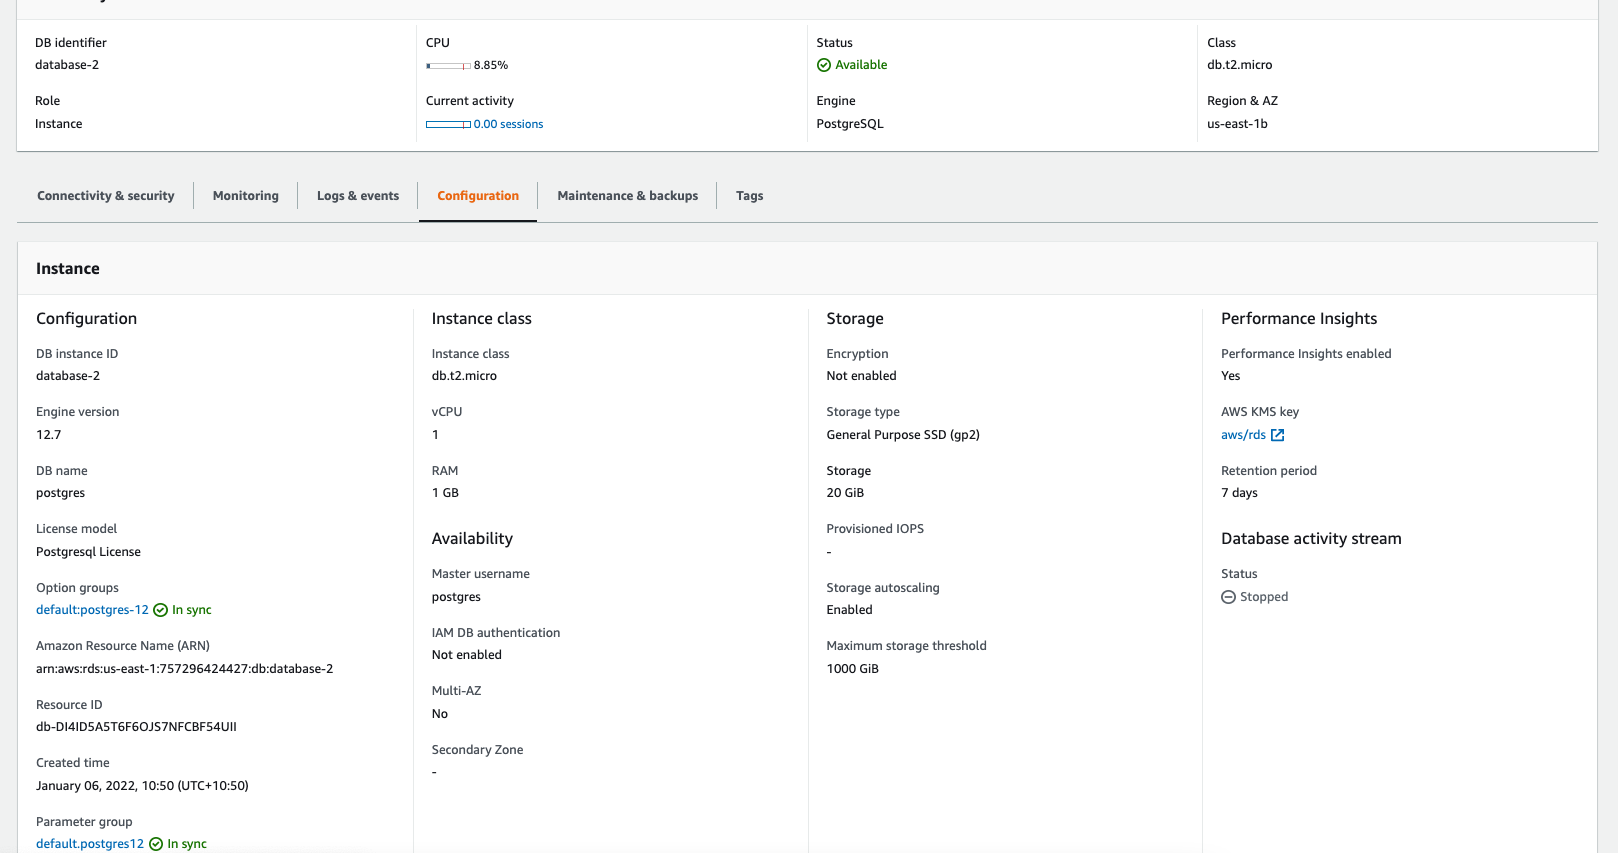 DB identifier
database-2
CPU
8.85%
Status
Available
Class
db.t2.micro
Role
Instance
Current activity
0.00 sessions
Engine
PostgreSQL
Region & AZ
us-east-1b
Connectivity & security
Monitoring
Logs & events
Configuration
Maintenance & backups
Tags
Instance
Configuration
DB instance ID
database-2
Engine version
12.7
DB name
postgres
License model
Postgresql License
Option groups
default:postgres-12 In sync
Amazon Resource Name (ARN)
arn:aws:rds:us-east-1:757296424427:db:database-2
Resource ID
db-DI4ID5A5T6F6OJS7NFCBF54UII
Created time
January 06, 2022, 10:50 (UTC+10:50)
Parameter group
default.postgres12 In sync
Instance class
Instance class
db.t2.micro
vCPU
1
RAM
1 GB
Availability
Master username
postgres
IAM DB authentication
Not enabled
Multi-AZ
No
Secondary Zone
-
Storage
Encryption
Not enabled
Storage type
General Purpose SSD (gp2)
Storage
20 GiB
Provisioned IOPS
-
Storage autoscaling
Enabled
Maximum storage threshold
1000 GiB
Performance Insights
Performance Insights enabled
Yes
AWS KMS key
aws/rds
Retention period
7 days
Database activity stream
Status
Stopped